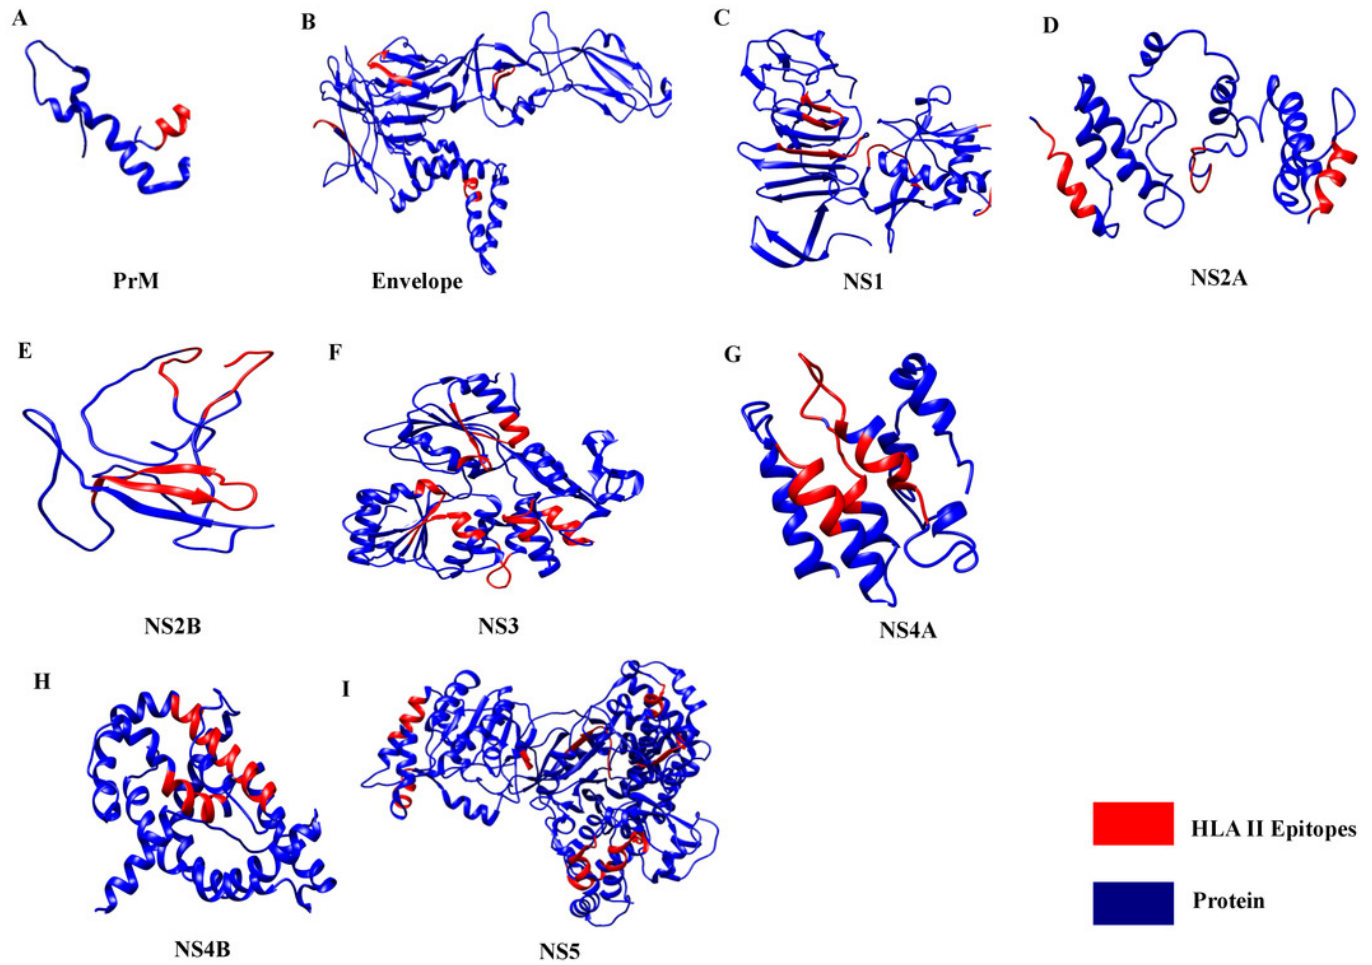 A
B
C
D
PrM
Envelope
NS1
NS2A
E
F
G
NS2B
NS3
NS4A
H
I
HLA II Epitopes
Protein
NS4B
NS5